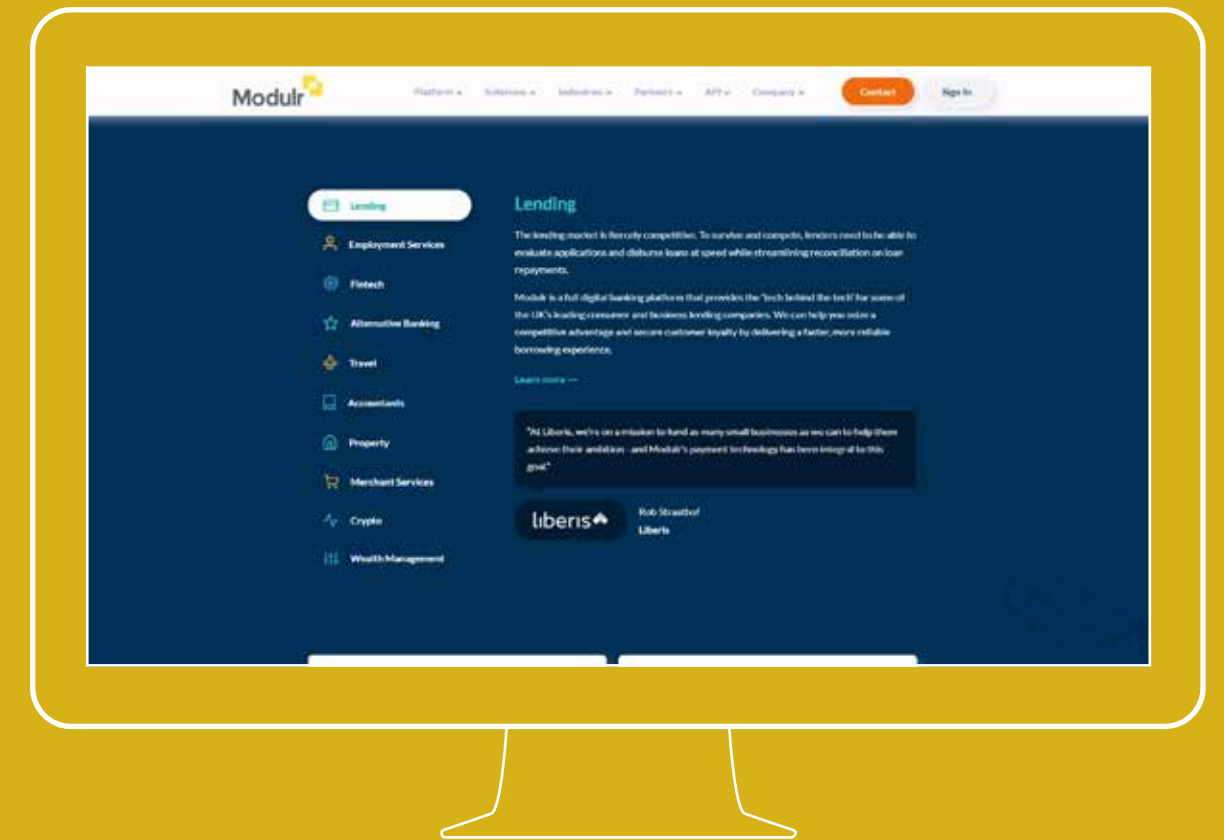 Modulr
Platform Solutions Industries Partners API Company Contact Sign In
Lending
Employment Services
Fintech
Alternative Banking
Travel
Accountants
Property
Merchant Services
Crypto
Wealth Management
Lending
The lending market is fiercely competitive. To survive and compete, lenders need to be able to
evaluate applications and disburse loans at speed while streamlining reconciliation on loan
repayments.
Modulr is a full digital banking platform that provides the 'tech behind the tech' for some of
the UK's leading consumer and business lending companies. We can help you seize a
competitive advantage and secure customer loyalty by delivering a faster, more reliable
borrowing experience.
Learn more
"At Liberis, we're on a mission to fund as many small businesses as we can to help them
achieve their ambition - and Modulr's payment technology has been integral to this
goal"
liberis
Rob Straathof
Liberis